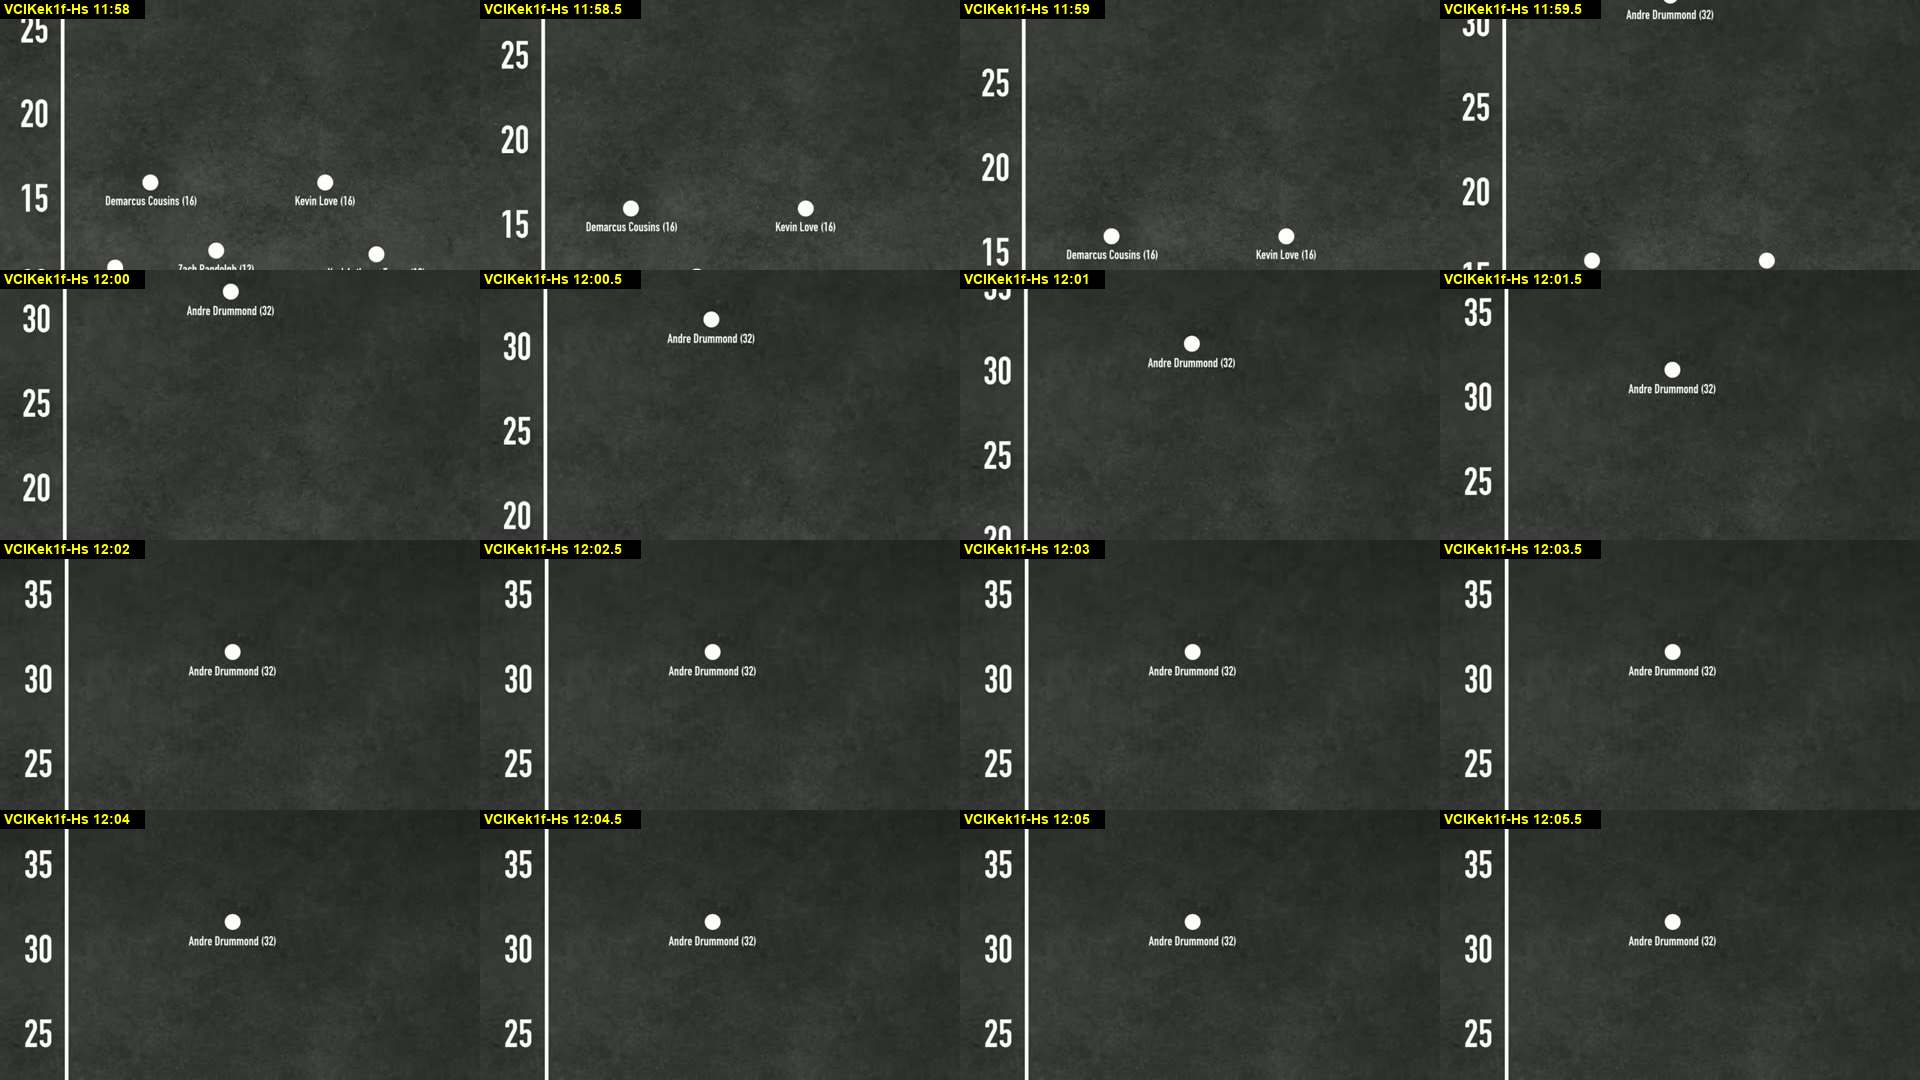 VCIKek1f-Hs 11:58
25
20
15
Demarcus Cousins (16)
Kevin Love (16)
Zach Randolph (12)
VCIKek1f-Hs 11:58.5
25
20
15
Demarcus Cousins (16)
Kevin Love (16)
VCIKek1f-Hs 11:59
25
20
15
Demarcus Cousins (16)
Kevin Love (16)
VCIKek1f-Hs 11:59.5
30
Andre Drummond (32)
25
20
15
VCIKek1f-Hs 12:00
30
Andre Drummond (32)
25
20
VCIKek1f-Hs 12:00.5
30
Andre Drummond (32)
25
20
VCIKek1f-Hs 12:01
35
30
Andre Drummond (32)
25
20
VCIKek1f-Hs 12:01.5
35
30
Andre Drummond (32)
25
VCIKek1f-Hs 12:02
35
30
Andre Drummond (32)
25
VCIKek1f-Hs 12:02.5
35
30
Andre Drummond (32)
25
VCIKek1f-Hs 12:03
35
30
Andre Drummond (32)
25
VCIKek1f-Hs 12:03.5
35
30
Andre Drummond (32)
25
VCIKek1f-Hs 12:04
35
30
Andre Drummond (32)
25
VCIKek1f-Hs 12:04.5
35
30
Andre Drummond (32)
25
VCIKek1f-Hs 12:05
35
30
Andre Drummond (32)
25
VCIKek1f-Hs 12:05.5
35
30
Andre Drummond (32)
25